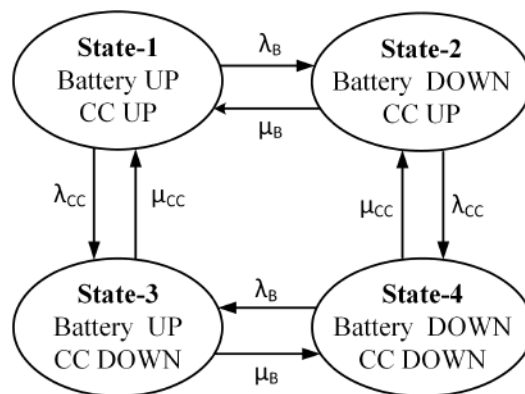 State-1
Battery UP
CC UP
λB
μB
State-2
Battery DOWN
CC UP
λCC
μCC
μCC
λCC
State-3
Battery UP
CC DOWN
λB
μB
State-4
Battery DOWN
CC DOWN